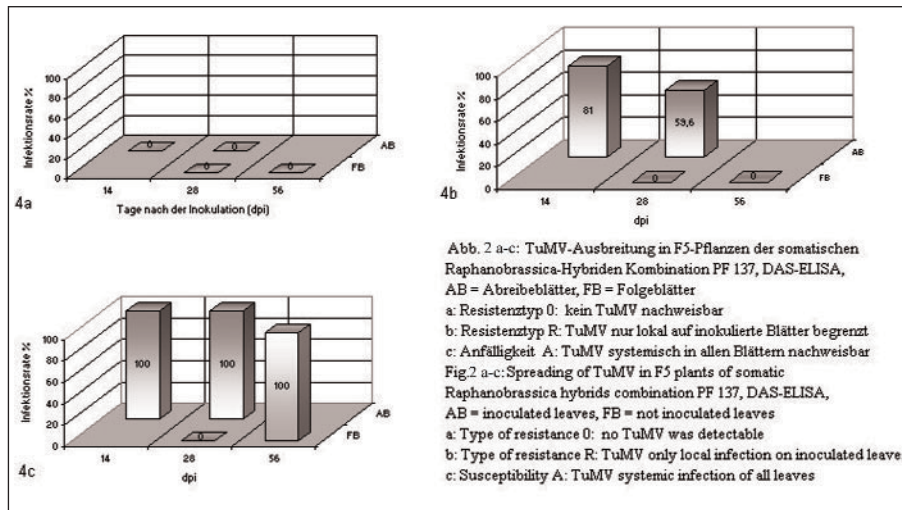 100
80
60
40
20
0
Infektionsrate %
0
0
0
0
AB
FB
14
28
56
4a
Tage nach der Inokulation (dpi)
100
80
60
40
20
0
Infektionsrate %
81
59,6
0
0
AB
FB
14
28
56
4b
dpi
100
80
60
40
20
0
Infektionsrate %
100
100
100
0
AB
FB
14
28
56
4c
dpi
Abb. 2 a-c: TuMV-Ausbreitung in F5-Pflanzen der somatischen
Raphanobrassica-Hybriden Kombination PF 137, DAS-ELISA,
AB = Abreibeblätter, FB = Folgeblätter
a: Resistenztyp 0: kein TuMV nachweisbar
b: Resistenztyp R: TuMV nur lokal auf inokulierte Blätter begrenzt
c: Anfälligkeit A: TuMV systemisch in allen Blättern nachweisbar
Fig.2 a-c: Spreading of TuMV in F5 plants of somatic
Raphanobrassica hybrids combination PF 137, DAS-ELISA,
AB = inoculated leaves, FB = not inoculated leaves
a: Type of resistance 0: no TuMV was detectable
b: Type of resistance R: TuMV only local infection on inoculated leave
c: Susceptibility A: TuMV systemic infection of all leaves